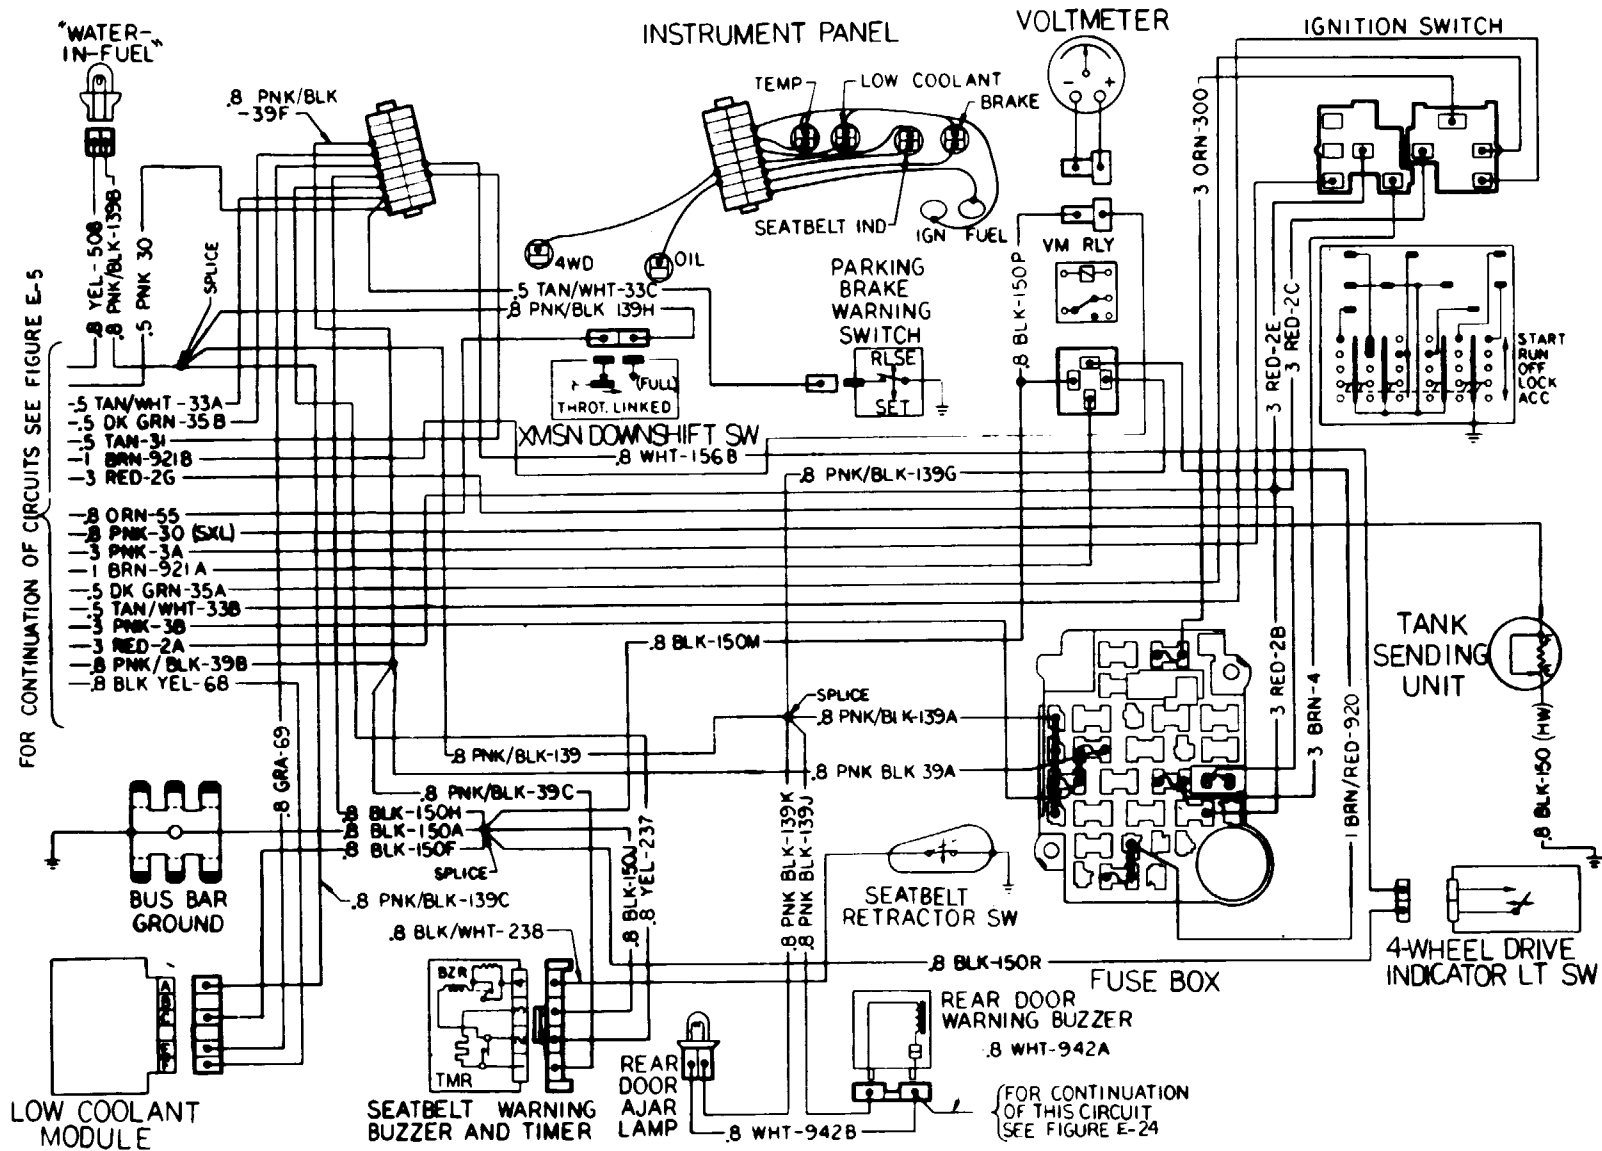 "WATER-
IN-FUEL"
INSTRUMENT PANEL
VOLTMETER
IGNITION SWITCH
.8 PNK/BLK
-39F
TEMP
LOW COOLANT
BRAKE
- +
3 ORN-300
.8 YEL-508
.8 PNK/BLK-139B
.5 PNK 30
SPLICE
SEATBELT IND
IGN FUEL
4WD
OIL
VM RLY
PARKING
BRAKE
WARNING
SWITCH
RLSE
SET
.5 TAN/WHT-33C
.8 PNK/BLK 139H
(FULL)
THROT. LINKED
XMSN DOWNSHIFT SW
.8 BLK-150P
3 RED-2E
3 RED-2C
START
RUN
OFF
LOCK
ACC
FOR CONTINUATION OF CIRCUITS SEE FIGURE E-5
.5 TAN/WHT-33A
.5 DK GRN-35B
.5 TAN-31
1 BRN-921B
3 RED-2G
.8 ORN-55
.8 PNK-30 (SXL)
3 PNK-3A
1 BRN-921A
.5 DK GRN-35A
.5 TAN/WHT-33B
3 PNK-3B
3 RED-2A
.8 PNK/BLK-39B
.8 BLK YEL-68
.8 WHT-156B
.8 PNK/BLK-139G
.8 BLK-150M
SPLICE
.8 PNK/BLK-139A
.8 PNK/BLK-139
.8 PNK BLK 39A
3 RED-2B
3 BRN-4
1 BRN/RED-920
TANK
SENDING
UNIT
.8 BLK-150 (HW)
.8 GRA-69
.8 PNK/BLK-39C
.8 BLK-150H
.8 BLK-150A
.8 BLK-150F
SPLICE
.8 PNK/BLK-139C
.8 BLK-150J
.8 YEL-237
.8 PNK BLK-139K
.8 PNK BLK-139J
BUS BAR
GROUND
SEATBELT
RETRACTOR SW
.8 BLK/WHT-238
.8 BLK-150R
FUSE BOX
4-WHEEL DRIVE
INDICATOR LT SW
A
B
LOW COOLANT
MODULE
BZR
TMR
4
3
2
1
SEATBELT WARNING
BUZZER AND TIMER
REAR
DOOR
AJAR
LAMP
REAR DOOR
WARNING BUZZER
.8 WHT-942A
.8 WHT-942B
FOR CONTINUATION
OF THIS CIRCUIT
SEE FIGURE E-24